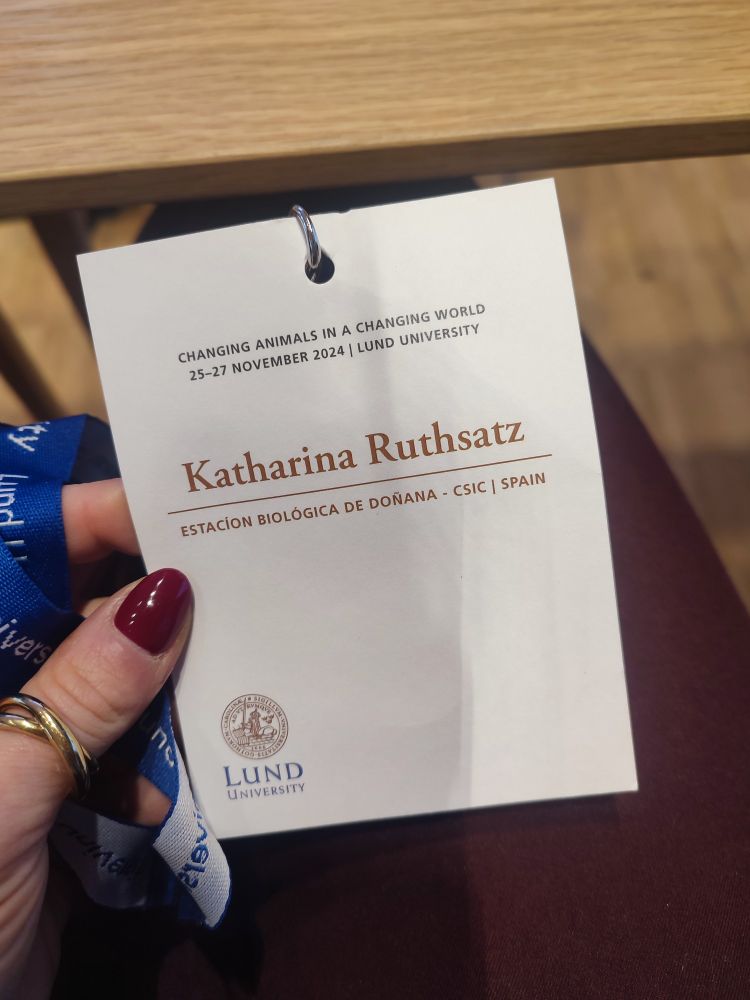 CHANGING ANIMALS IN A CHANGING WORLD
25–27 NOVEMBER 2024 | LUND UNIVERSITY
Katharina Ruthsatz
ESTACÍON BIOLÓGICA DE DOÑANA - CSIC | SPAIN
LUND
UNIVERSITY